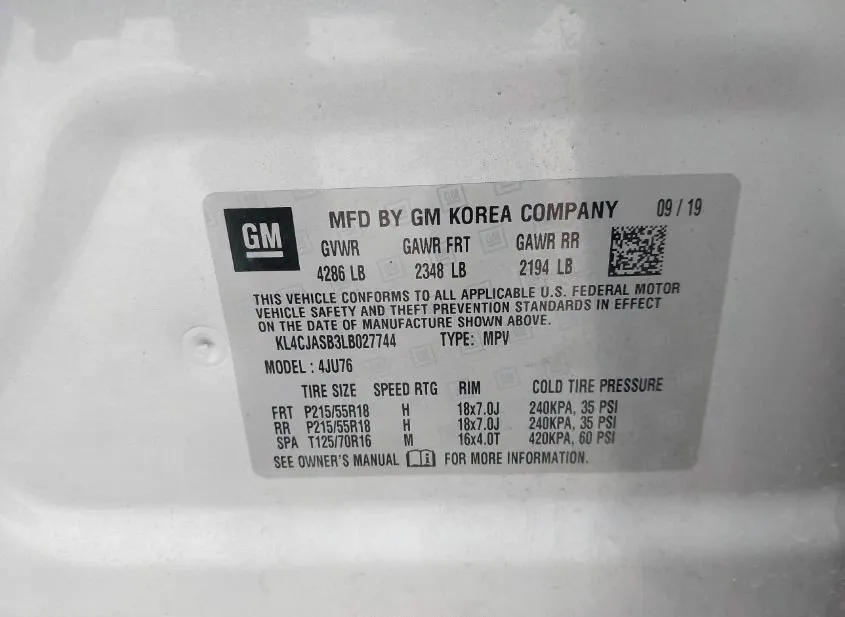 GM
MFD BY GM KOREA COMPANY 09 / 19
GVWR GAWR FRT GAWR RR
4286 LB 2348 LB 2194 LB
THIS VEHICLE CONFORMS TO ALL APPLICABLE U.S. FEDERAL MOTOR
VEHICLE SAFETY AND THEFT PREVENTION STANDARDS IN EFFECT
ON THE DATE OF MANUFACTURE SHOWN ABOVE.
KL4CJASB3LB027744 TYPE: MPV
MODEL : 4JU76
TIRE SIZE SPEED RTG RIM COLD TIRE PRESSURE
FRT P215/55R18 H 18x7.0J 240KPA, 35 PSI
RR P215/55R18 H 18x7.0J 240KPA, 35 PSI
SPA T125/70R16 M 16x4.0T 420KPA, 60 PSI
SEE OWNER'S MANUAL FOR MORE INFORMATION.